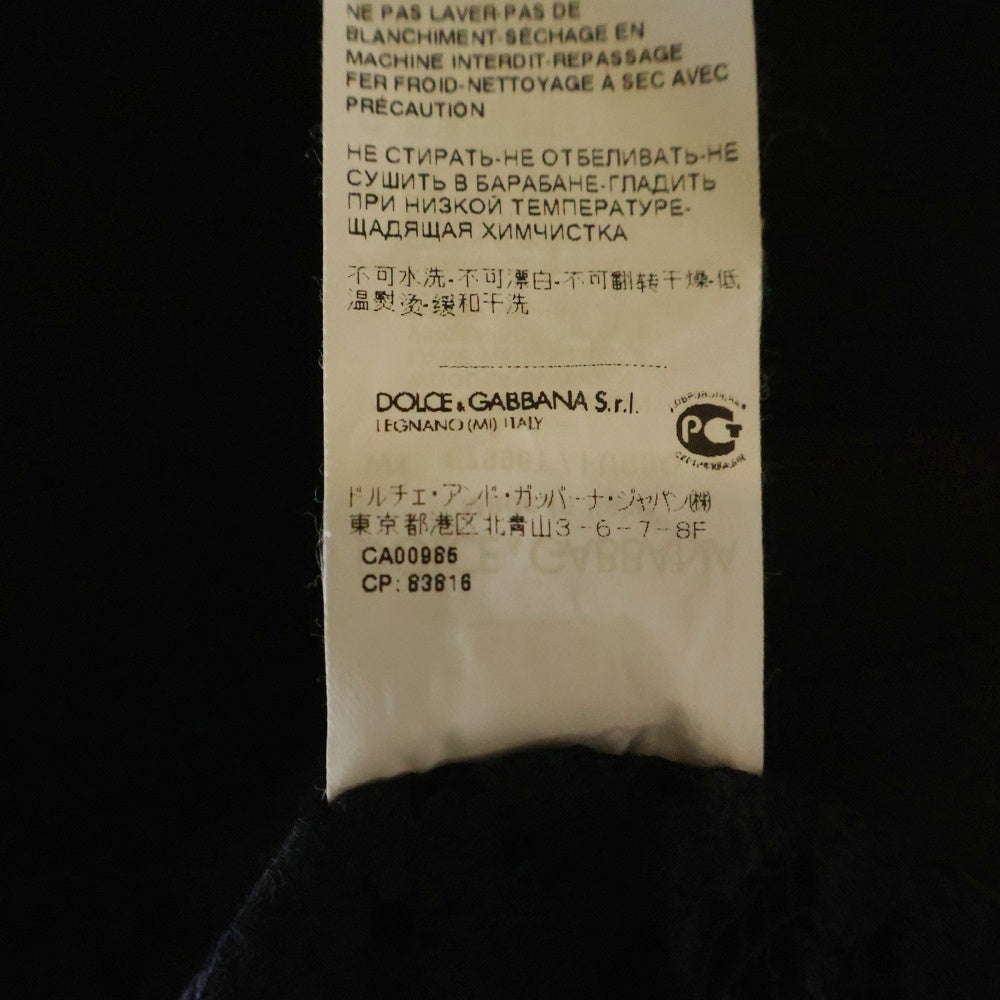 NE PAS LAVER-PAS DE
BLANCHIMENT-SÉCHAGE EN
MACHINE INTERDIT-REPASSAGE
FER FROID-NETTOYAGE À SEC AVEC
PRÉCAUTION
НЕ СТИРАТЬ-НЕ ОТБЕЛИВАТЬ-НЕ
СУШИТЬ В БАРАБАНЕ-ГЛАДИТЬ
ПРИ НИЗКОЙ ТЕМПЕРАТУРЕ-
ЩАДЯЩАЯ ХИМЧИСТКА
不可水洗-不可漂白-不可翻转干燥-低
温熨烫-缓和干洗
DOLCE & GABBANA S.r.l.
LEGNANO (MI) ITALY
РСТ
ドルチェ・アンド・ガッバーナ・ジャパン㈱
東京都港区北青山3-6-7-8F
CA00985
CP: 83816